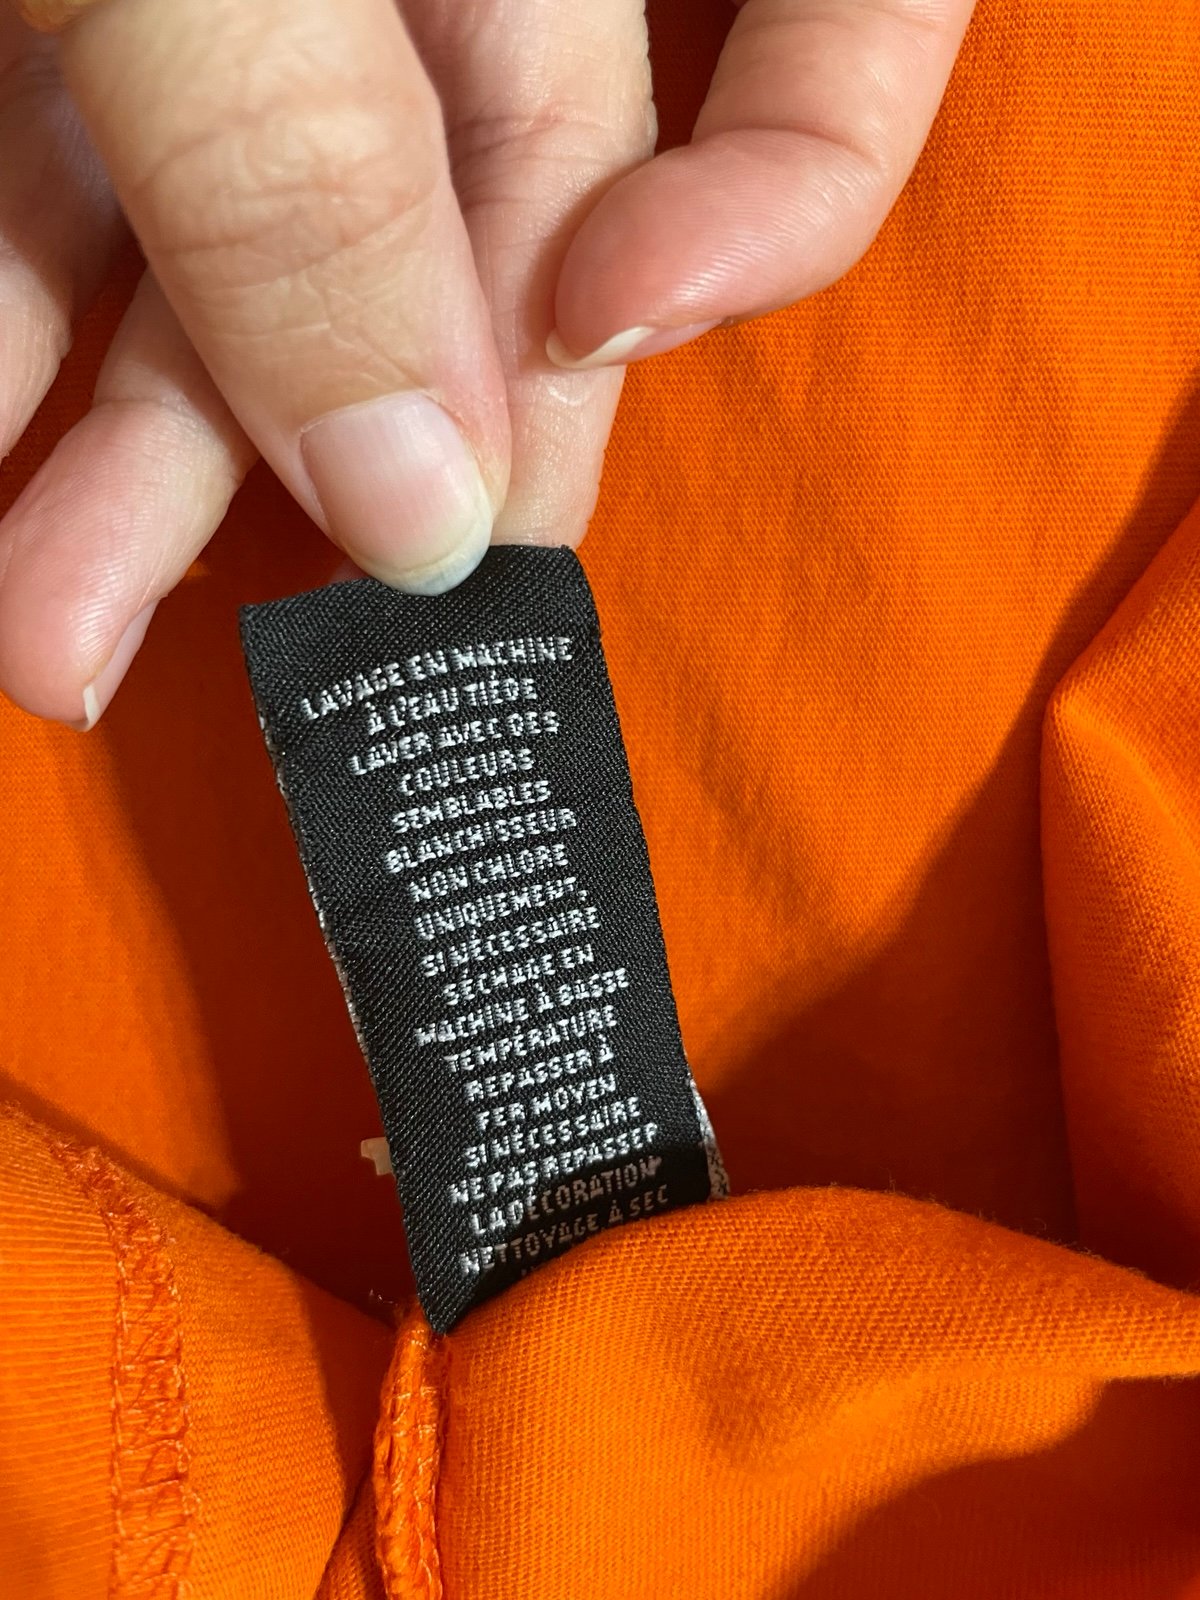 LAVAGE EN MACHINE
À L'EAU TIÈDE
LAVER AVEC DES
COULEURS
SEMBLABLES
BLANCHISSEUR
NON CHLORE
UNIQUEMENT,
SI NÉCESSAIRE
SÉCHAGE EN
MACHINE À BASSE
TEMPÉRATURE
REPASSER À
FER MOYEN
SI NÉCESSAIRE
NE PAS REPASSER
LA DÉCORATION
NETTOYAGE À SEC